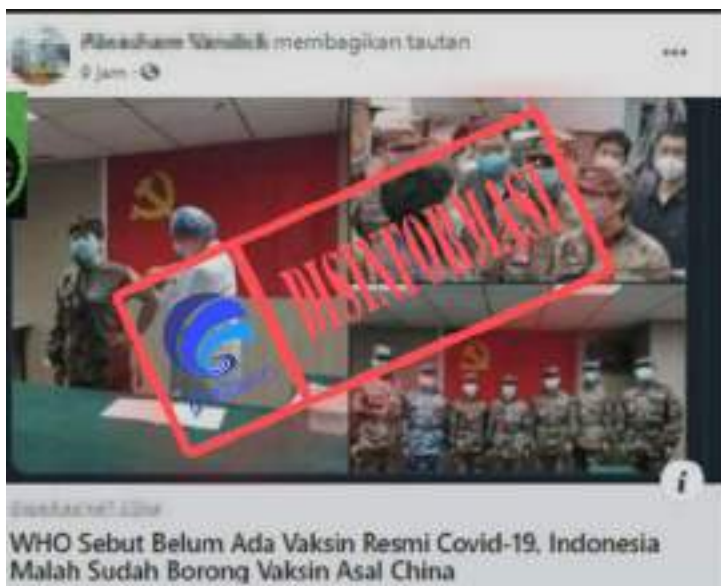 membagikan tautan
9 jam
DISINFORMASI
i
WHO Sebut Belum Ada Vaksin Resmi Covid-19, Indonesia
Malah Sudah Borong Vaksin Asal China